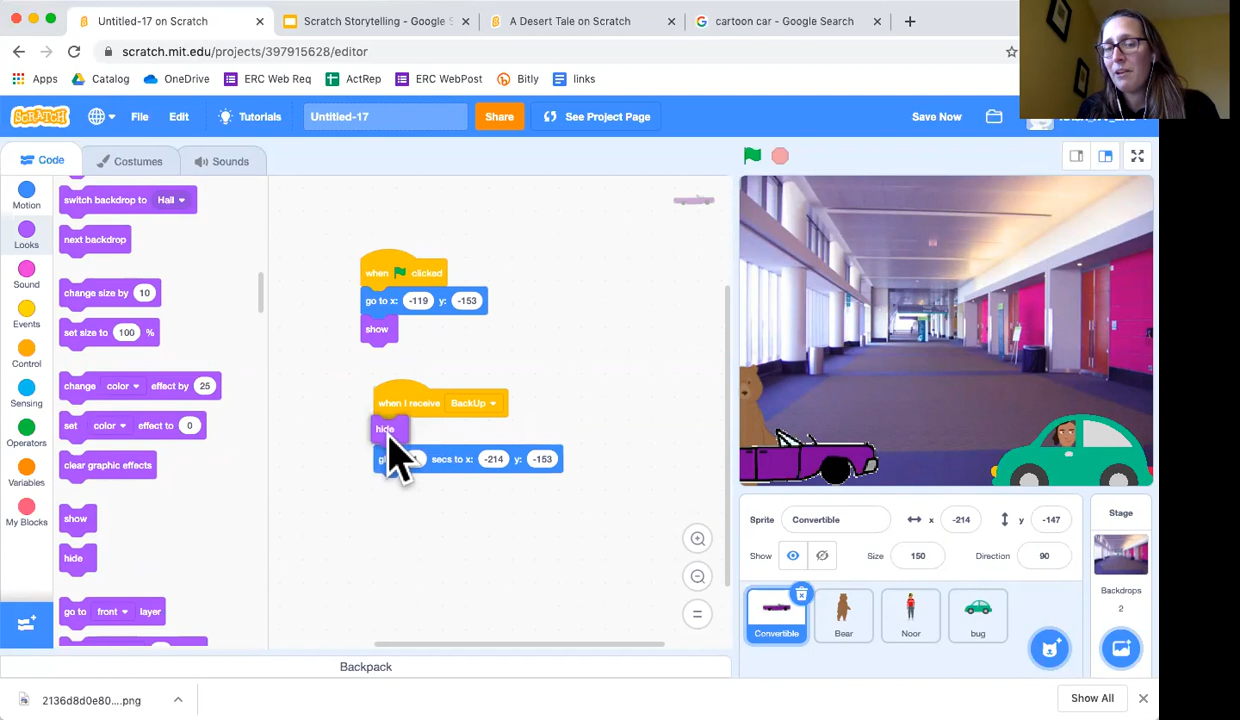 Untitled-17 on Scratch
Scratch Storytelling - Google S
A Desert Tale on Scratch
cartoon car - Google Search
scratch.mit.edu/projects/397915628/editor
Apps
Catalog
OneDrive
ERC Web Req
ActRep
ERC WebPost
Bitly
links
SCRATCH
File
Edit
Tutorials
Untitled-17
Share
See Project Page
Save Now
Code
Costumes
Sounds
Motion
Looks
Sound
Events
Control
Sensing
Operators
Variables
My Blocks
switch backdrop to Hall
next backdrop
change size by 10
set size to 100 %
change color effect by 25
set color effect to 0
clear graphic effects
show
hide
go to front layer
when clicked
go to x: -119 y: -153
show
when I receive BackUp
hide
secs to x: -214 y: -153
Sprite Convertible x -214 y -147
Show Size 150 Direction 90
Convertible
Bear
Noor
bug
Stage
Backdrops
2
Backpack
2136d8d0e80....png
Show All